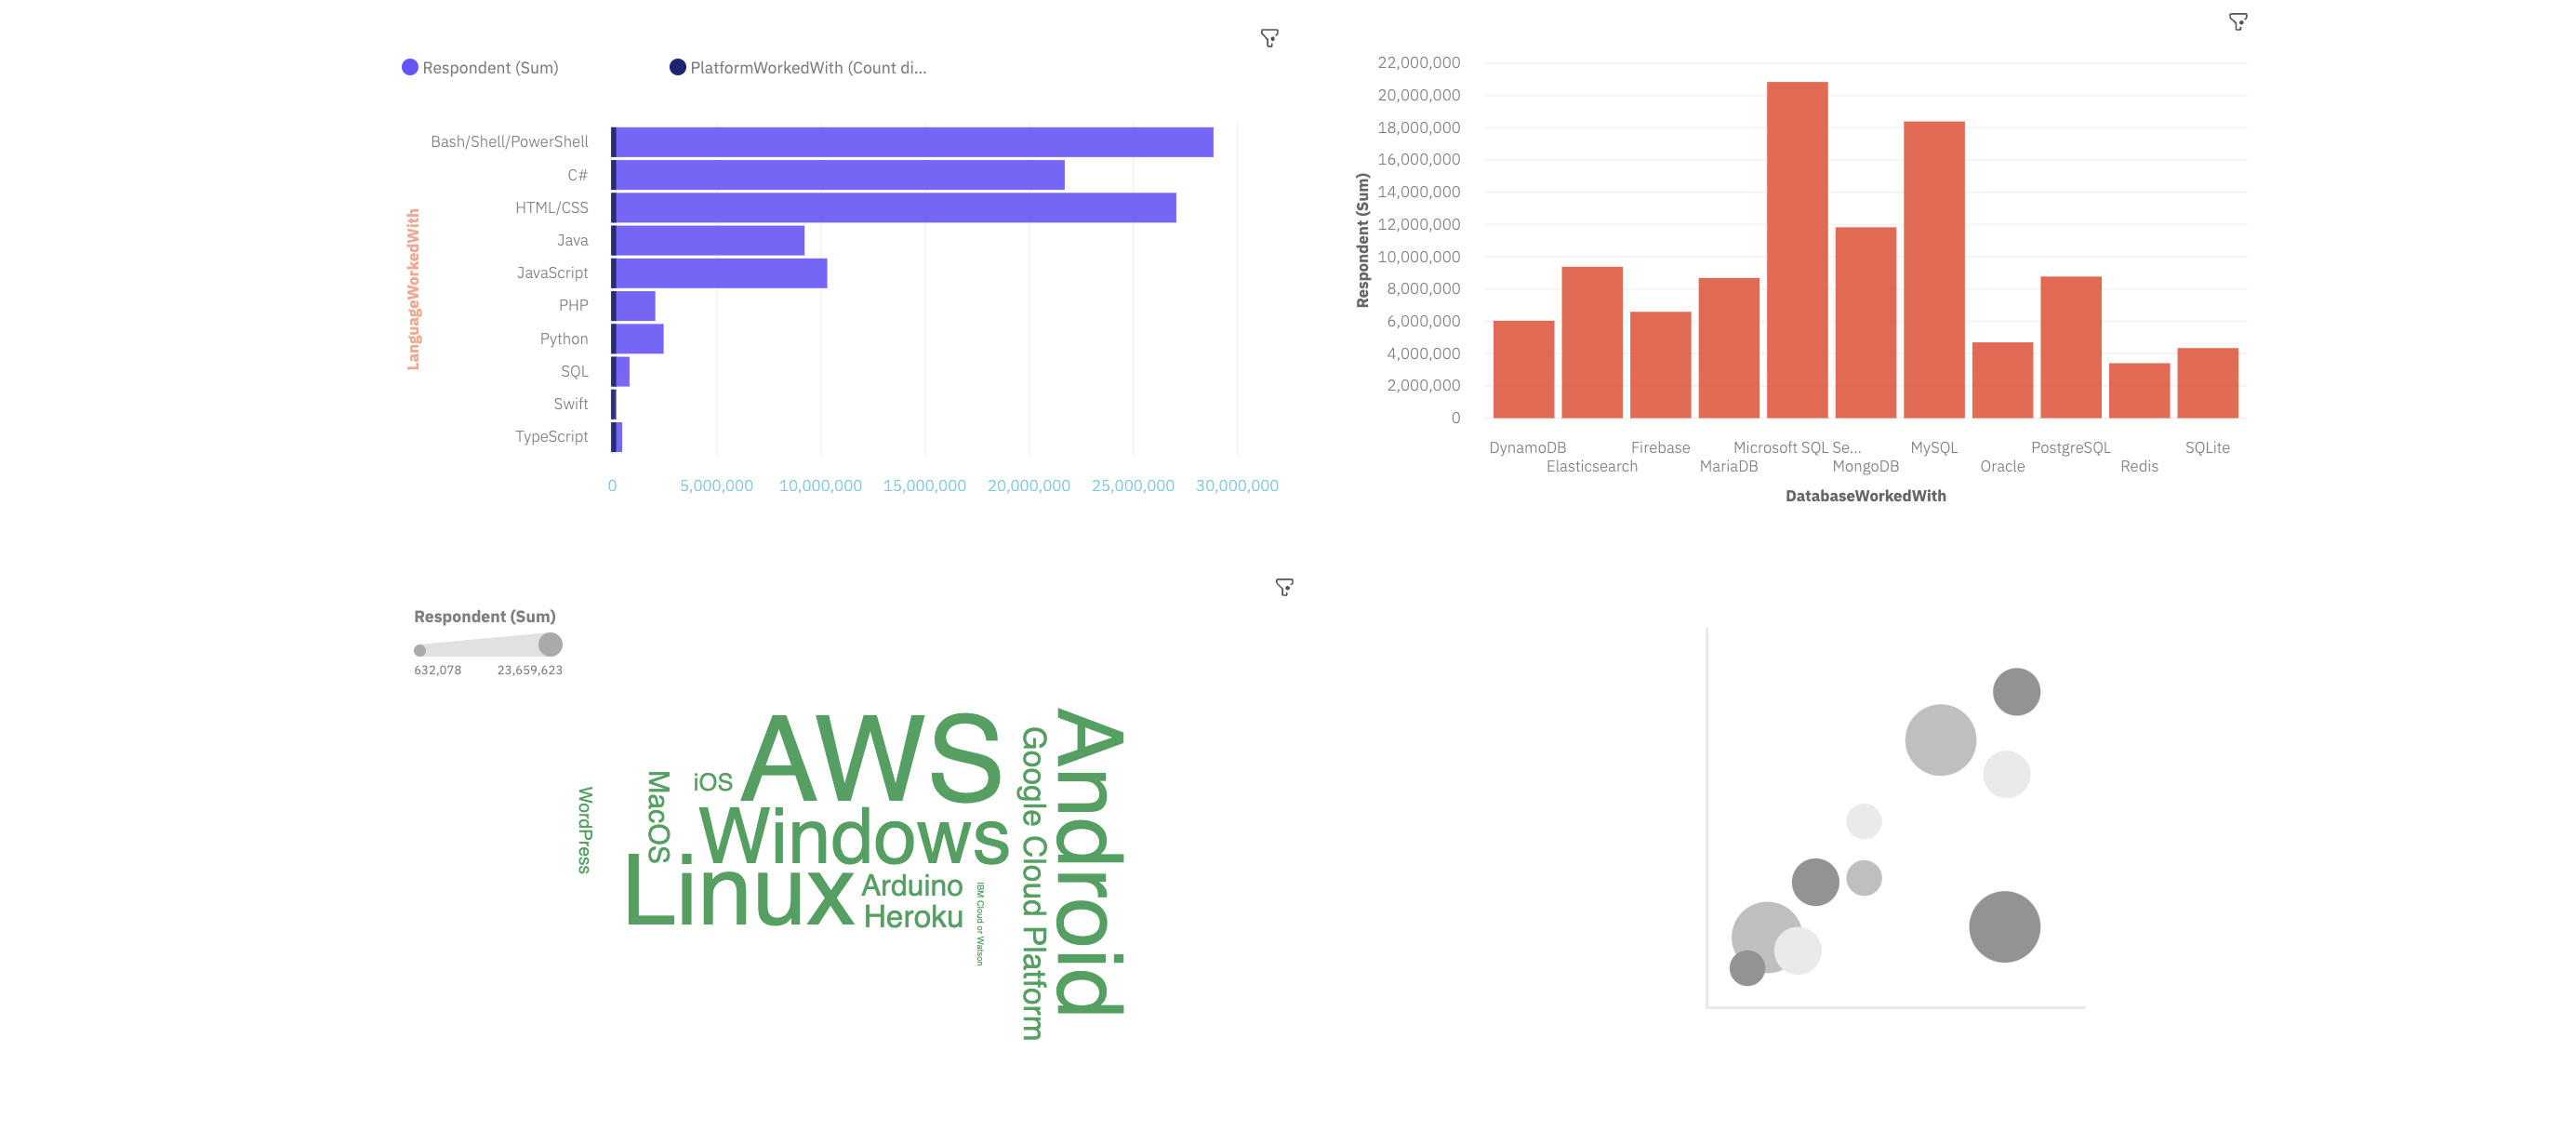 Respondent (Sum)
PlatformWorkedWith (Count di...
LanguageWorkedWith
Bash/Shell/PowerShell
C#
HTML/CSS
Java
JavaScript
PHP
Python
SQL
Swift
TypeScript
0 5,000,000 10,000,000 15,000,000 20,000,000 25,000,000 30,000,000
Respondent (Sum)
22,000,000
20,000,000
18,000,000
16,000,000
14,000,000
12,000,000
10,000,000
8,000,000
6,000,000
4,000,000
2,000,000
0
DynamoDB Firebase Microsoft SQL Se... MySQL PostgreSQL SQLite
Elasticsearch MariaDB MongoDB Oracle Redis
DatabaseWorkedWith
Respondent (Sum)
632,078 23,659,623
WordPress
MacOS
iOS
AWS
Windows
Linux
Arduino
Heroku
IBM Cloud or Watson
Google Cloud Platform
Android